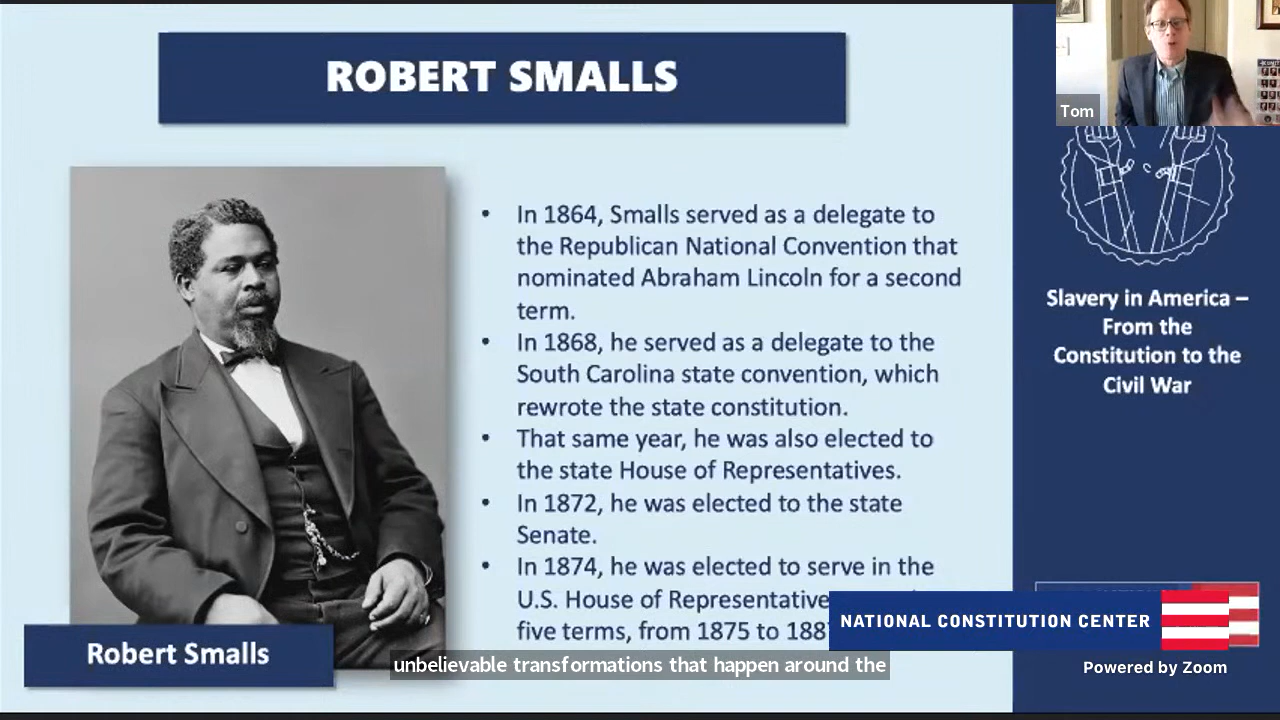 ROBERT SMALLS
Tom
• In 1864, Smalls served as a delegate to
the Republican National Convention that
nominated Abraham Lincoln for a second
term.
• In 1868, he served as a delegate to the
South Carolina state convention, which
rewrote the state constitution.
• That same year, he was also elected to
the state House of Representatives.
• In 1872, he was elected to the state
Senate.
• In 1874, he was elected to serve in the
U.S. House of Representative
five terms, from 1875 to 188
Slavery in America –
From the
Constitution to the
Civil War
NATIONAL CONSTITUTION CENTER
Robert Smalls
unbelievable transformations that happen around the
Powered by Zoom